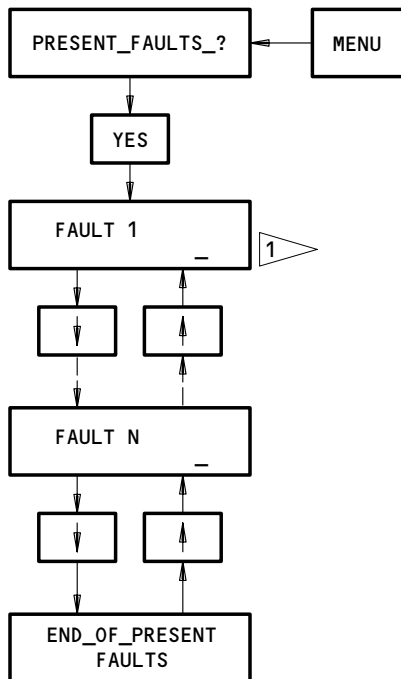 PRESENT_FAULTS_?
MENU
YES
FAULT 1
_
1
FAULT N
_
END_OF_PRESENT
FAULTS